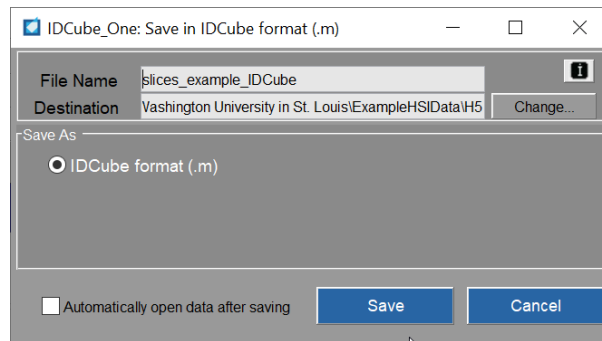 IDCube_One: Save in IDCube format (.m)
File Name slices_example_IDCube
Destination Washington University in St. Louis\ExampleHSIData\H5 Change...
Save As
IDCube format (.m)
Automatically open data after saving Save Cancel